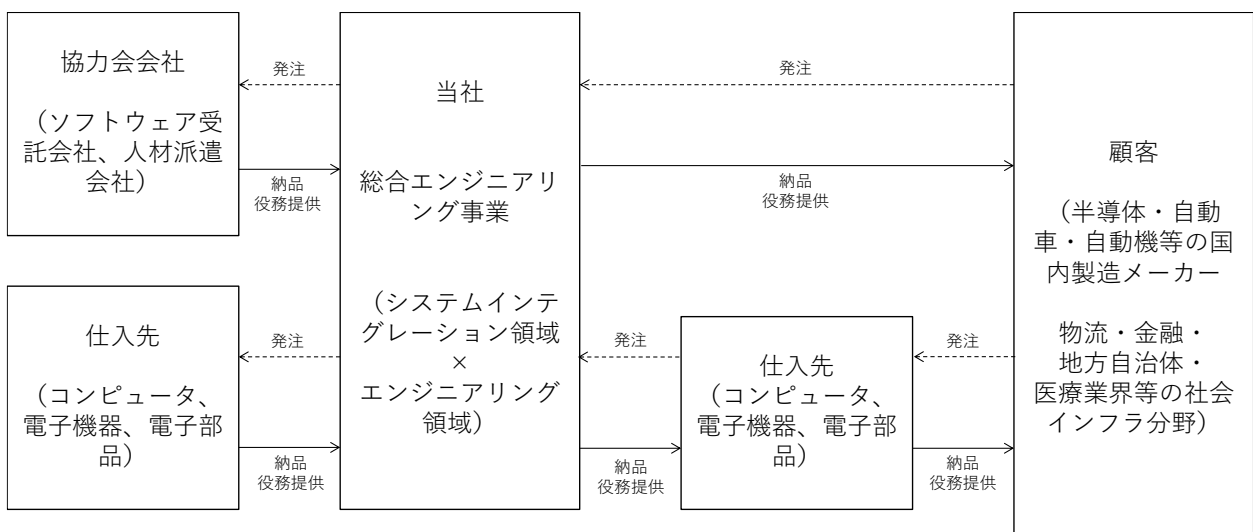 協力会会社
（ソフトウェア受
託会社、人材派遣
会社）
発注
納品
役務提供
仕入先
（コンピュータ、
電子機器、電子部
品）
発注
納品
役務提供
当社
総合エンジニアリ
ング事業
（システムインテ
グレーション領域
×
エンジニアリング
領域）
発注
納品
役務提供
発注
納品
役務提供
仕入先
（コンピュータ、
電子機器、電子部
品）
発注
納品
役務提供
顧客
（半導体・自動
車・自動機等の国
内製造メーカー
物流・金融・
地方自治体・
医療業界等の社会
インフラ分野）